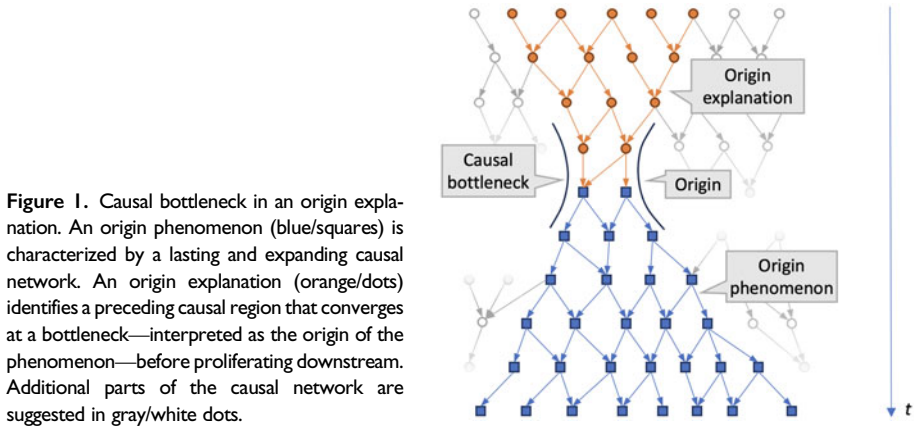 Origin
explanation
Causal
bottleneck
Origin
Origin
phenomenon
t
Figure 1. Causal bottleneck in an origin expla-
nation. An origin phenomenon (blue/squares) is
characterized by a lasting and expanding causal
network. An origin explanation (orange/dots)
identifies a preceding causal region that converges
at a bottleneck—interpreted as the origin of the
phenomenon—before proliferating downstream.
Additional parts of the causal network are
suggested in gray/white dots.